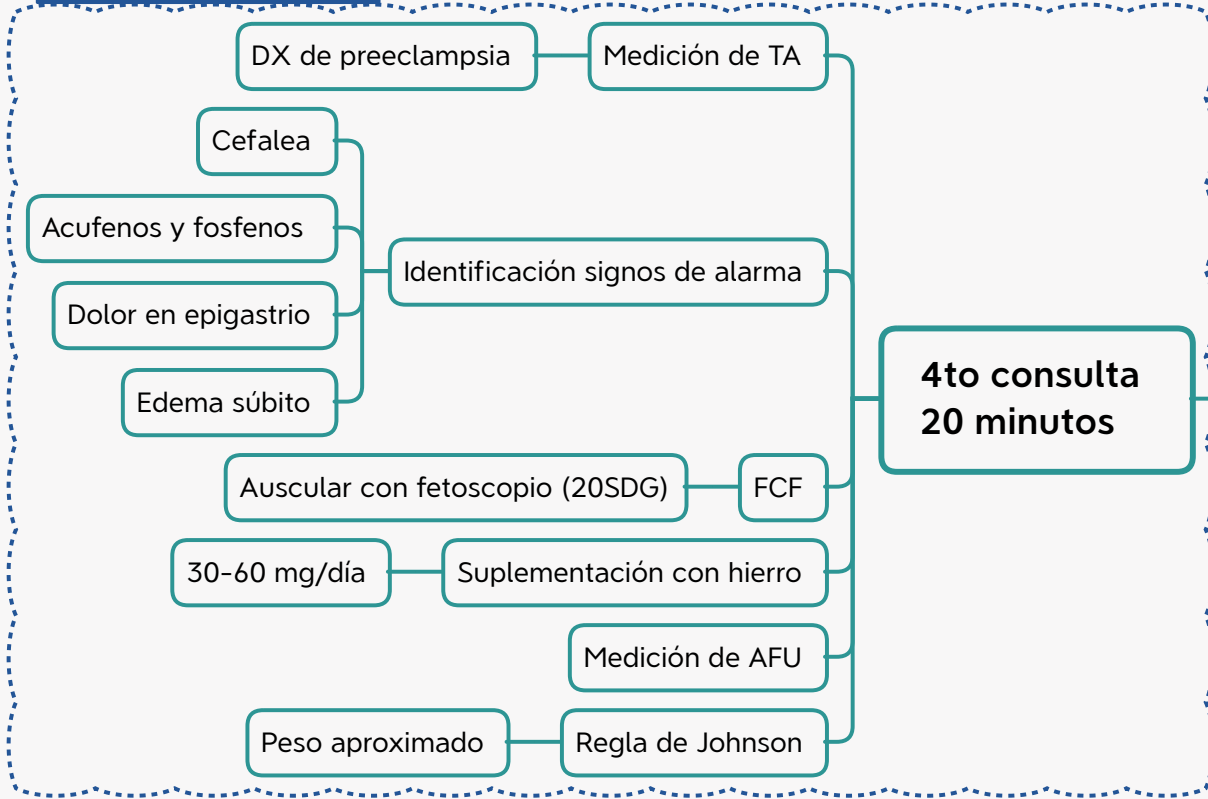 DX de preeclampsia
Medición de TA
Cefalea
Acufenos y fosfenos
Identificación signos de alarma
Dolor en epigastrio
Edema súbito
4to consulta
20 minutos
Auscular con fetoscopio (20SDG)
FCF
30-60 mg/día
Suplementación con hierro
Medición de AFU
Peso aproximado
Regla de Johnson